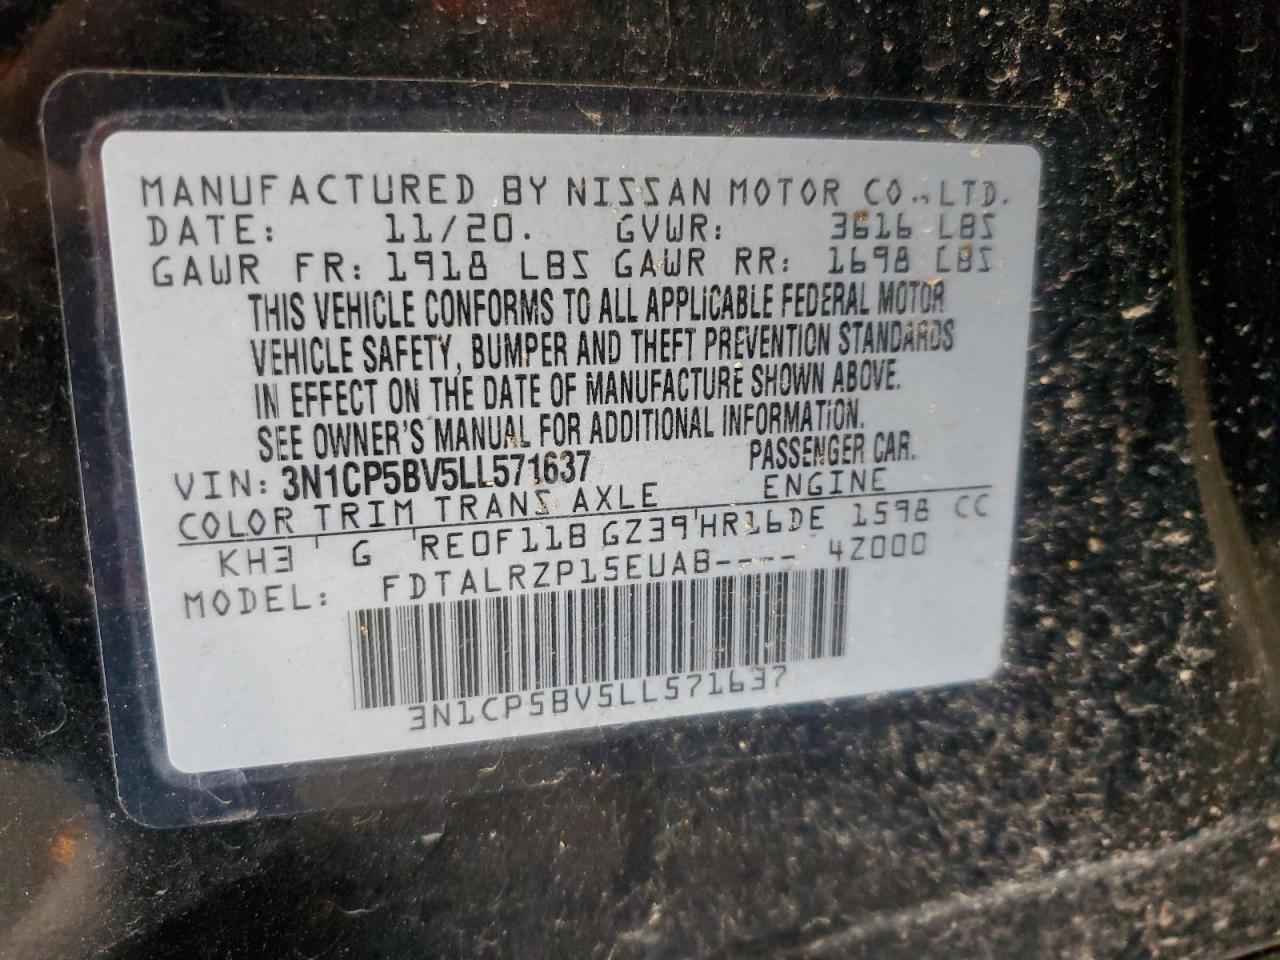 MANUFACTURED BY NISSAN MOTOR CO.,LTD.
DATE: 11/20. GVWR: 3616 LBS
GAWR FR: 1918 LBS GAWR RR: 1698 LBS
THIS VEHICLE CONFORMS TO ALL APPLICABLE FEDERAL MOTOR
VEHICLE SAFETY, BUMPER AND THEFT PREVENTION STANDARDS
IN EFFECT ON THE DATE OF MANUFACTURE SHOWN ABOVE.
SEE OWNER'S MANUAL FOR ADDITIONAL INFORMATION.
VIN: 3N1CP5BV5LL571637 PASSENGER CAR.
COLOR TRIM TRANS AXLE ENGINE
KH3 ' G 'RE0F11B GZ39'HR16DE 1598 CC
MODEL: FDTALRZP15EUAB---- 4Z000
3N1CP5BV5LL571637